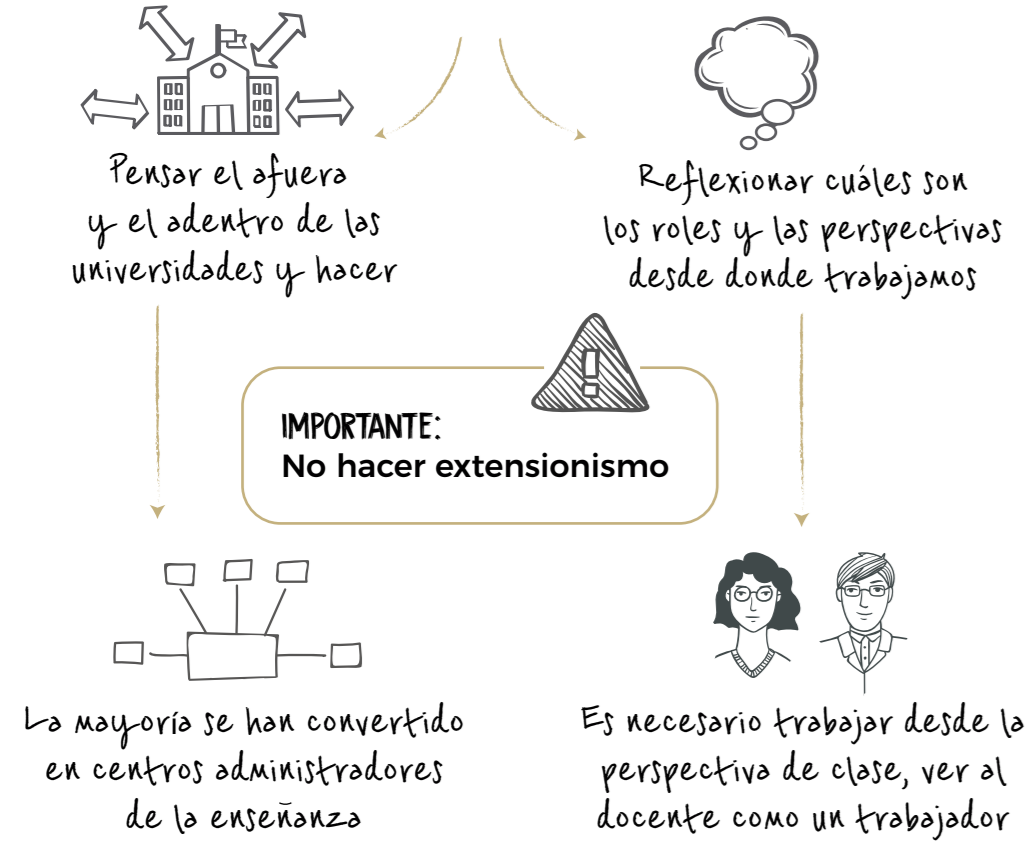 Pensar el afuera
y el adentro de las
universidades y hacer
Reflexionar cuáles son
los roles y las perspectivas
desde donde trabajamos
IMPORTANTE:
No hacer extensionismo
La mayoría se han convertido
en centros administradores
de la enseñanza
Es necesario trabajar desde la
perspectiva de clase, ver al
docente como un trabajador